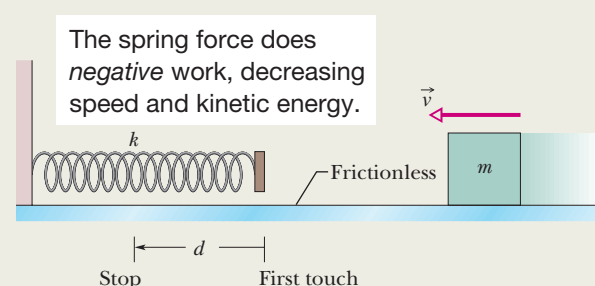 The spring force does
negative work, decreasing
speed and kinetic energy.
v
k
Frictionless
m
d
Stop
First touch